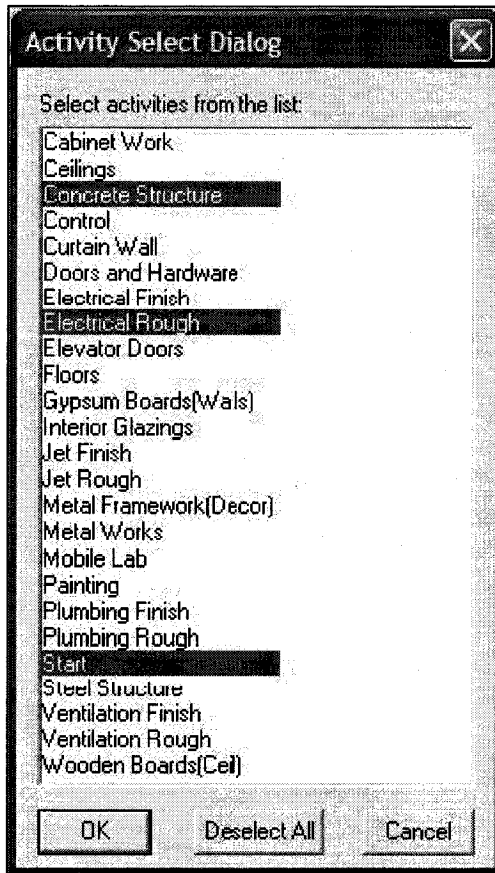 Activity Select Dialog
Select activities from the list:
Cabinet Work
Ceilings
Concrete Structure
Control
Curtain Wall
Doors and Hardware
Electrical Finish
Electrical Rough
Elevator Doors
Floors
Gypsum Boards(Walls)
Interior Glazings
Jet Finish
Jet Rough
Metal Framework(Decor)
Metal Works
Mobile Lab
Painting
Plumbing Finish
Plumbing Rough
Start
Steel Structure
Ventilation Finish
Ventilation Rough
Wooden Boards(Ceil)
OK Deselect All Cancel